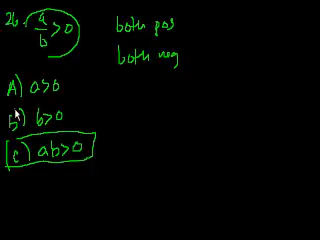 26. a/b > 0
both pos
both neg
A) a>0
B) b>0
C) ab>0